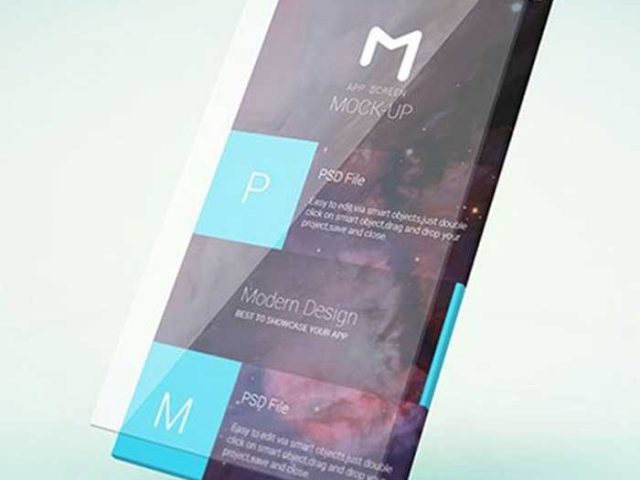 M
APP SCREEN
MOCK-UP
P
PSD File
Easy to edit via smart objects,just double
click on smart object,drag and drop your
project,save and close.
Modern Design
BEST TO SHOWCASE YOUR APP
M
PSD File
Easy to edit via smart objects,just double
click on smart object,drag and drop your
project,save and close.